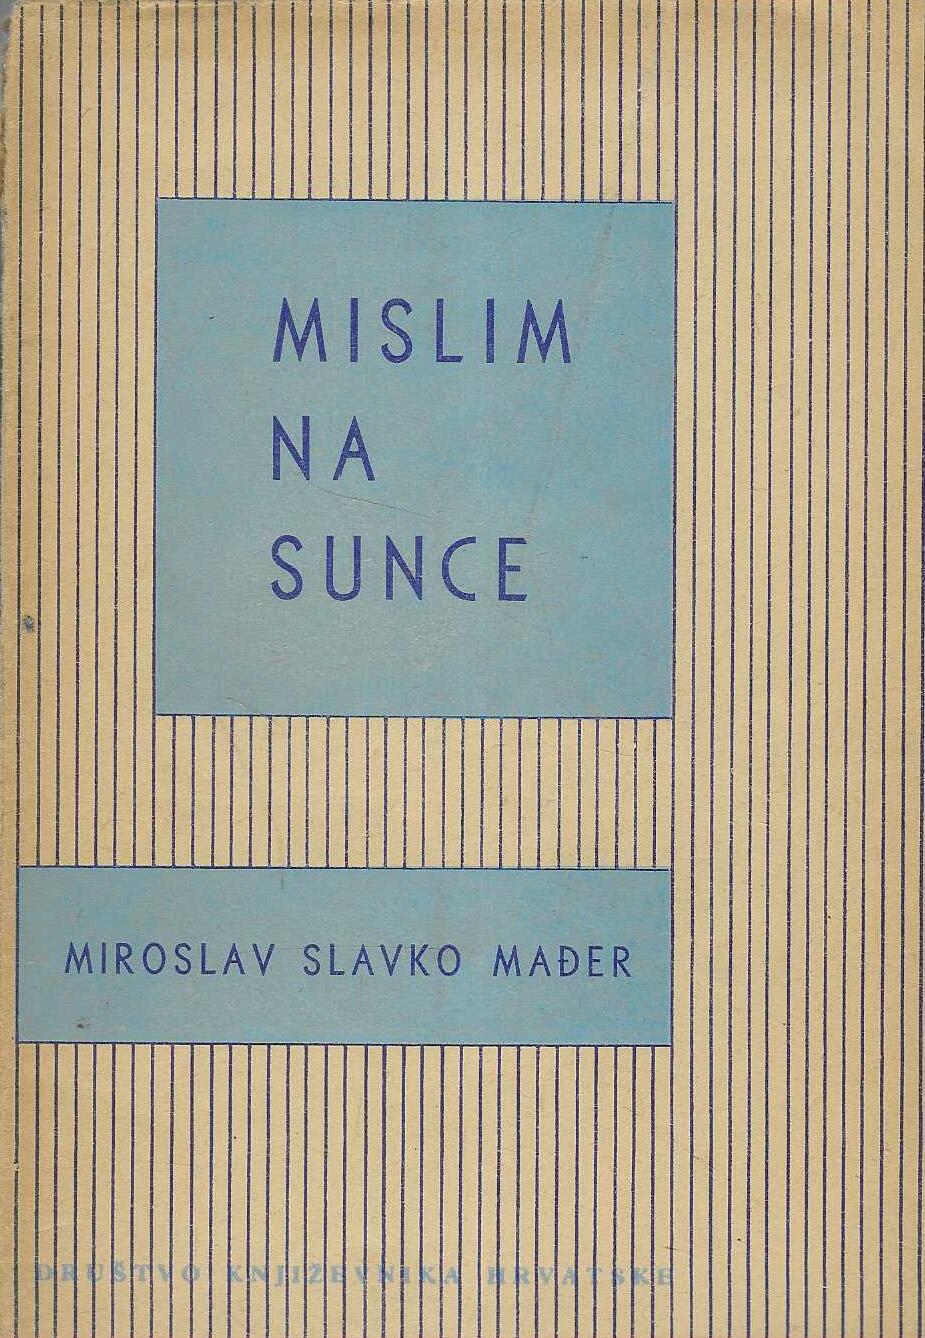 MISLIM
NA
SUNCE
MIROSLAV SLAVKO MAĐER
DRUŠTVO KNJIŽEVNIKA HRVATSKE